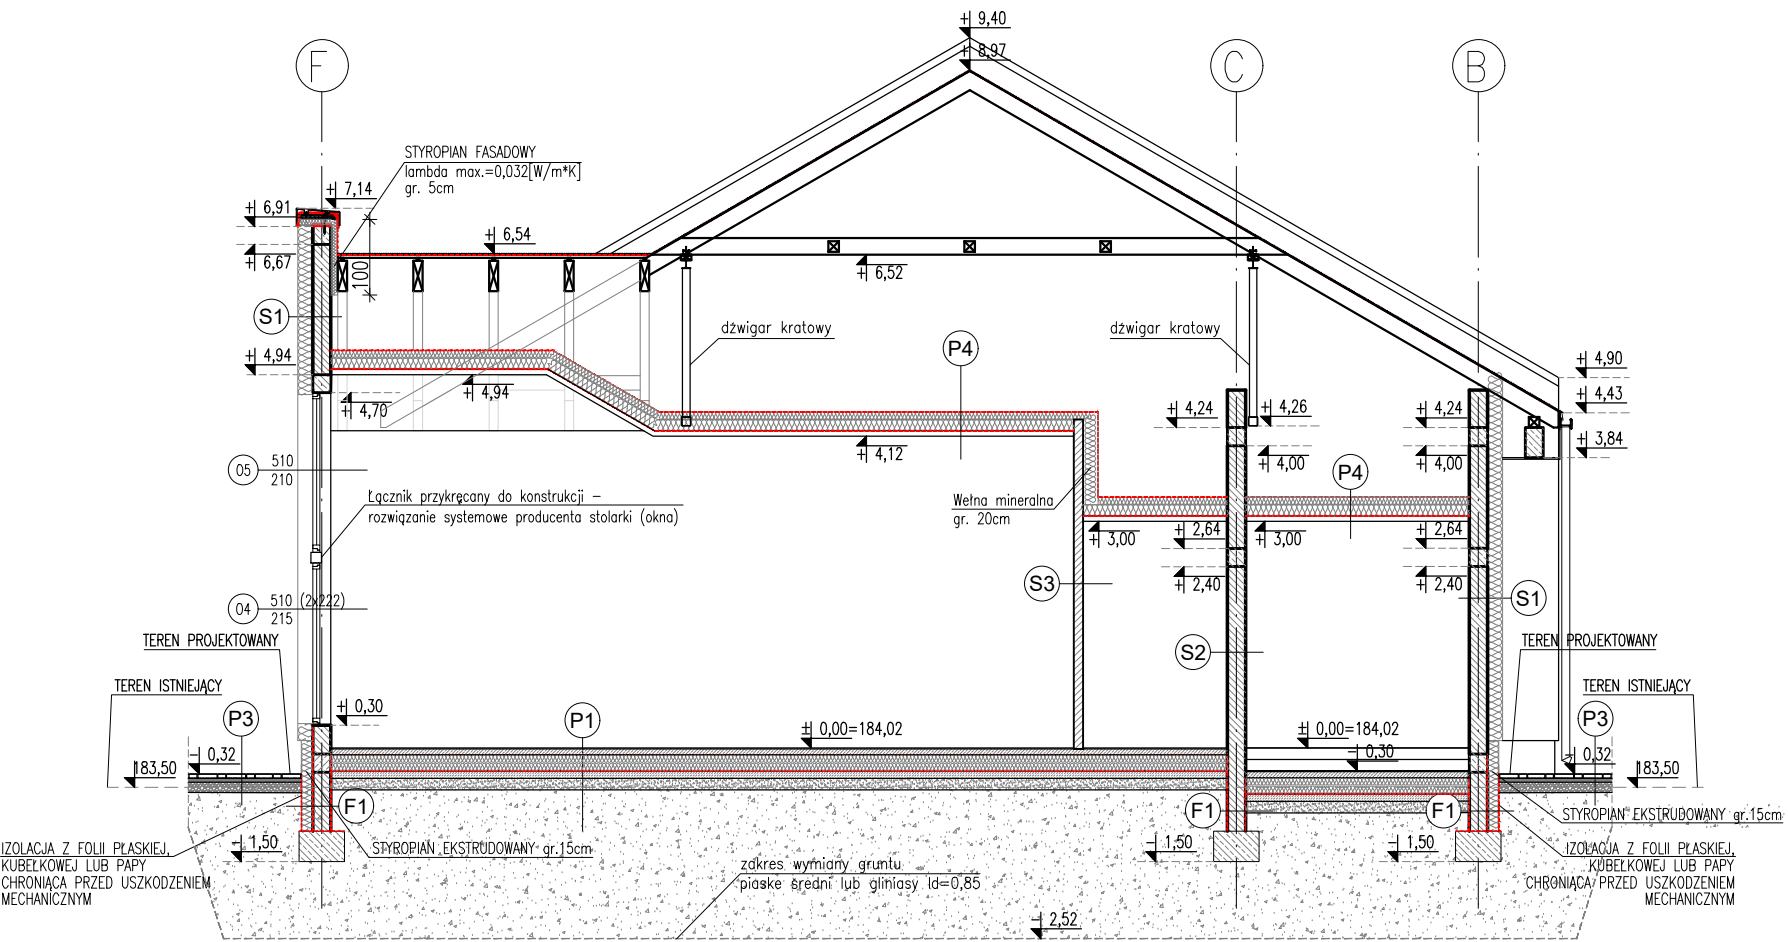 + 9,40
+ 8,97
F
C
B
STYROPIAN FASADOWY
lambda max.=0,032[W/m*K]
gr. 5cm
+ 7,14
+ 6,91
+ 6,54
+ 6,67
100
+ 6,52
S1
dźwigar kratowy
dźwigar kratowy
P4
+ 4,94
+ 4,94
+ 4,70
+ 4,90
+ 4,43
+ 4,24
+ 4,26
+ 4,24
+ 3,84
+ 4,12
+ 4,00
+ 4,00
P4
05
510
210
Łącznik przykręcany do konstrukcji –
rozwiązanie systemowe producenta stolarki (okna)
Wełna mineralna
gr. 20cm
+ 3,00
+ 2,64
+ 3,00
+ 2,64
+ 2,40
+ 2,40
S3
S1
04
510 (2x222)
215
TEREN PROJEKTOWANY
TEREN PROJEKTOWANY
S2
TEREN ISTNIEJĄCY
TEREN ISTNIEJĄCY
P3
+ 0,30
P1
± 0,00=184,02
± 0,00=184,02
P3
– 0,32
– 0,30
– 0,32
183,50
183,50
F1
F1
F1
STYROPIAN EKSTRUDOWANY gr.15cm
– 1,50
– 1,50
– 1,50
IZOLACJA Z FOLII PŁASKIEJ,
KUBEŁKOWEJ LUB PAPY
CHRONIĄCA PRZED USZKODZENIEM
MECHANICZNYM
STYROPIAN EKSTRUDOWANY gr.15cm
zakres wymiany gruntu
piaske średni lub gliniasy Id=0,85
IZOLACJA Z FOLII PŁASKIEJ,
KUBEŁKOWEJ LUB PAPY
CHRONIĄCA PRZED USZKODZENIEM
MECHANICZNYM
– 2,52